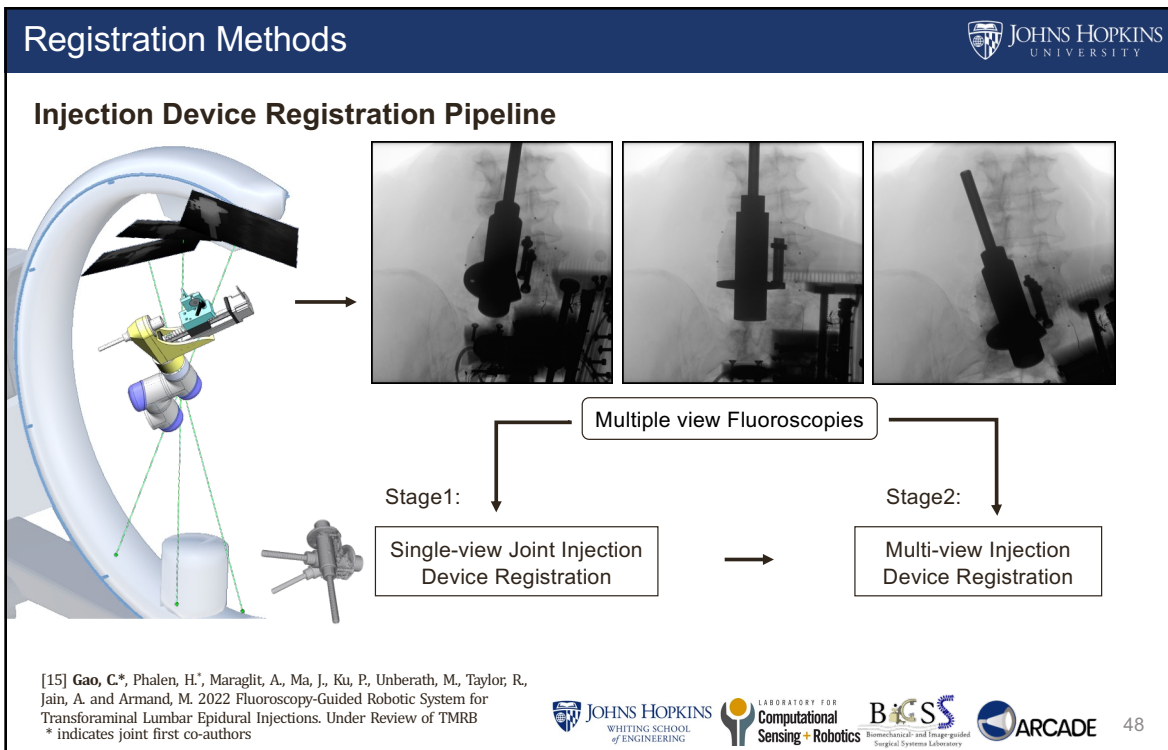 Registration Methods
JOHNS HOPKINS
UNIVERSITY
Injection Device Registration Pipeline
Multiple view Fluoroscopies
Stage1:
Stage2:
Single-view Joint Injection
Device Registration
Multi-view Injection
Device Registration
[15] Gao, C.*, Phalen, H.*, Maraglit, A., Ma, J., Ku, P., Unberath, M., Taylor, R.,
Jain, A. and Armand, M. 2022 Fluoroscopy-Guided Robotic System for
Transforaminal Lumbar Epidural Injections. Under Review of TMRB
* indicates joint first co-authors
JOHNS HOPKINS
WHITING SCHOOL
of ENGINEERING
LABORATORY FOR
Computational
Sensing + Robotics
BIGSS
Biomechanical- and Image-guided
Surgical Systems Laboratory
ARCADE
48